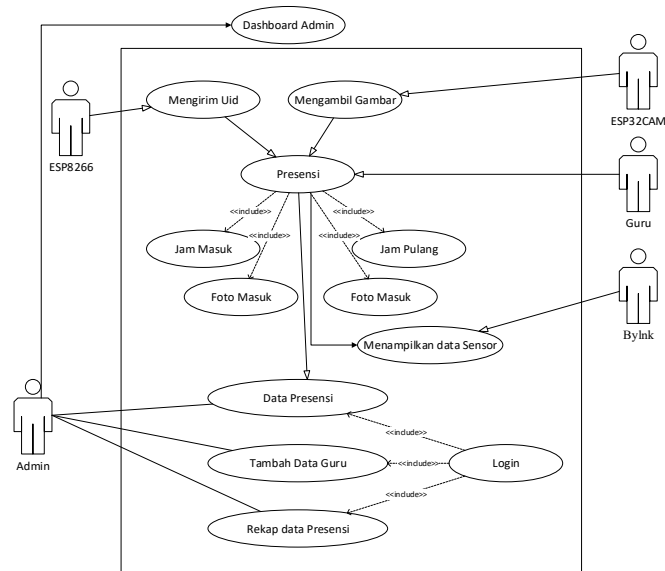 Dashboard Admin
Mengirim Uid
Mengambil Gambar
ESP8266
ESP32CAM
Presensi
Guru
<<include>>
<<include>>
<<include>>
<<include>>
Jam Masuk
Jam Pulang
Foto Masuk
Foto Masuk
Menampilkan data Sensor
Bylnk
Data Presensi
Admin
<<include>>
Tambah Data Guru
<<include>>
Login
<<include>>
Rekap data Presensi